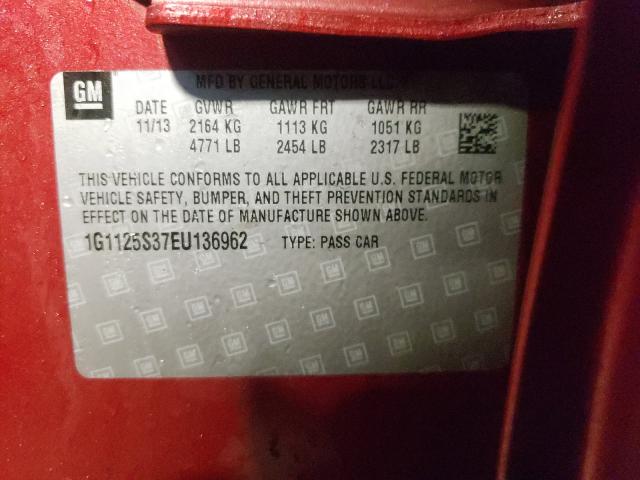 GM
MFD BY GENERAL MOTORS LLC
DATE GVWR GAWR FRT GAWR RR
11/13 2164 KG 1113 KG 1051 KG
4771 LB 2454 LB 2317 LB
THIS VEHICLE CONFORMS TO ALL APPLICABLE U.S. FEDERAL MOTOR
VEHICLE SAFETY, BUMPER, AND THEFT PREVENTION STANDARDS IN
EFFECT ON THE DATE OF MANUFACTURE SHOWN ABOVE.
1G1125S37EU136962 TYPE: PASS CAR